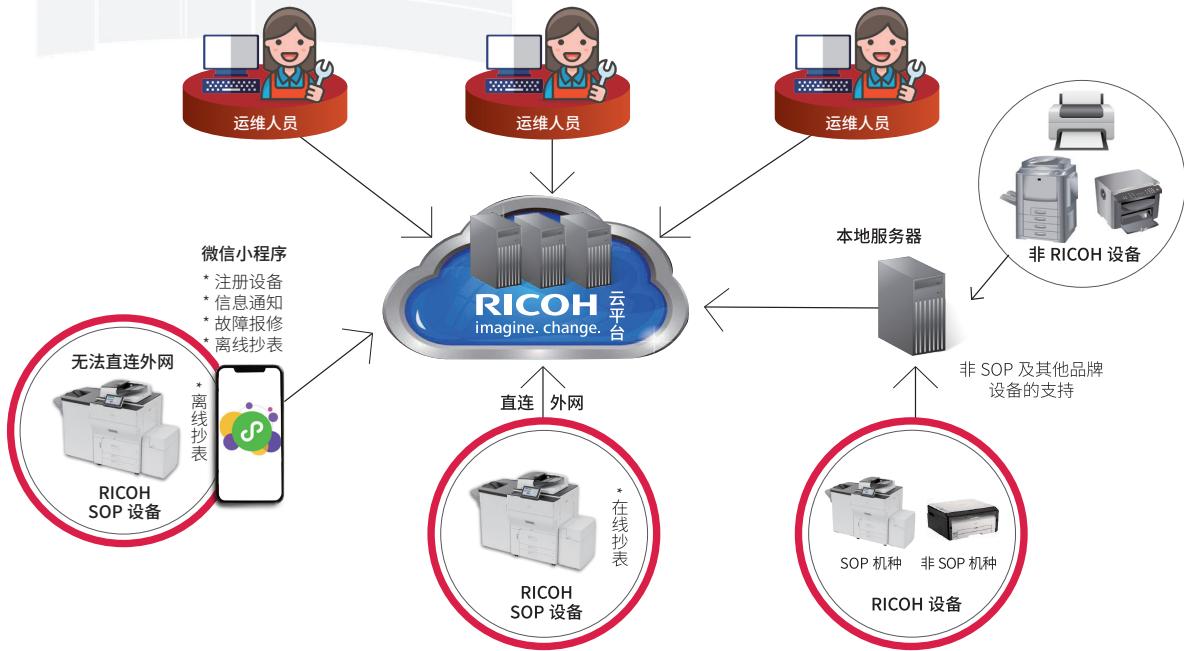 运维人员
运维人员
运维人员
非 RICOH 设备
本地服务器
微信小程序
* 注册设备
* 信息通知
* 故障报修
* 离线抄表
RICOH
imagine. change.
云平台
非 SOP 及其他品牌
设备的支持
无法直连外网
* 离线抄表
RICOH
SOP 设备
直连 外网
* 在线抄表
RICOH
SOP 设备
SOP 机种
非 SOP 机种
RICOH 设备